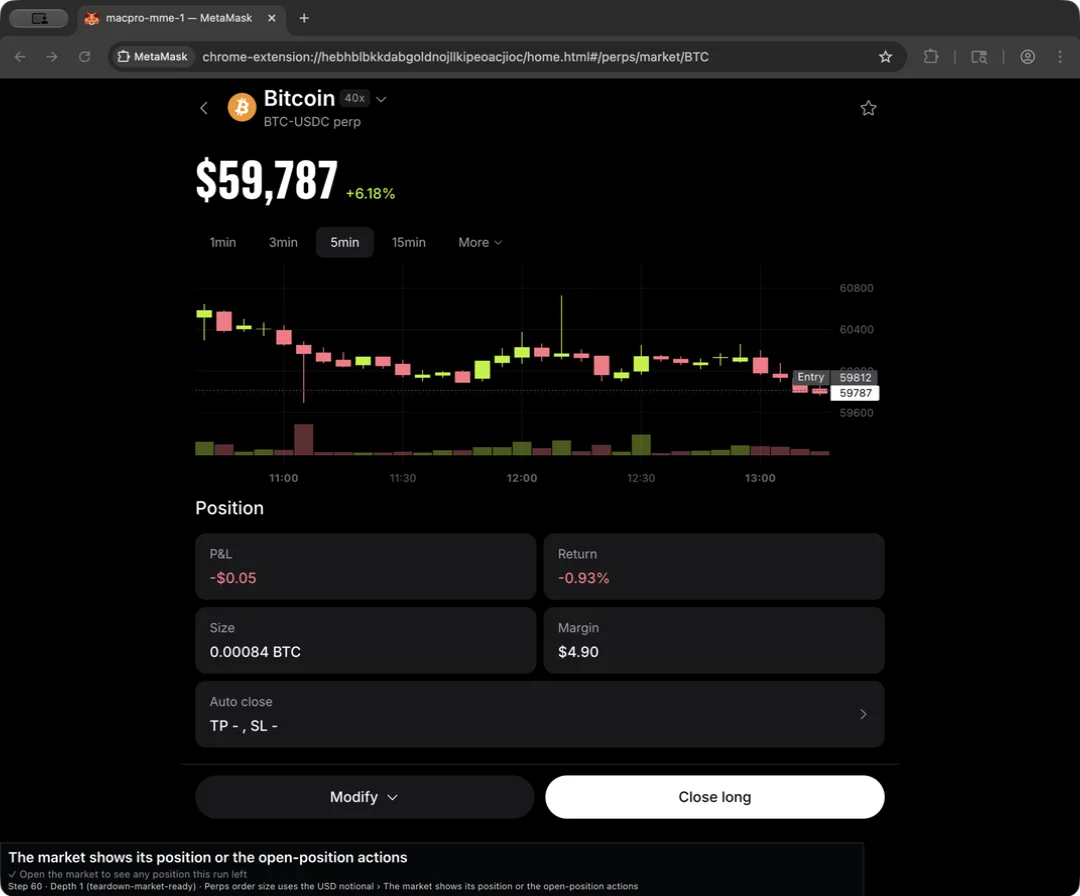 macpro-mme-1 — MetaMask
MetaMask
chrome-extension://hebhblbkkdabgoldnojllkipeoacjioc/home.html#/perps/market/BTC
Bitcoin 40x
BTC-USDC perp
$59,787 +6.18%
1min 3min 5min 15min More
60800
60400
Entry 59812
59787
59600
11:00 11:30 12:00 12:30 13:00
Position
P&L Return
-$0.05 -0.93%
Size Margin
0.00084 BTC $4.90
Auto close
TP - , SL -
Modify Close long
The market shows its position or the open-position actions
✓ Open the market to see any position this run left
Step 60 · Depth 1 (teardown-market-ready) · Perps order size uses the USD notional › The market shows its position or the open-position actions